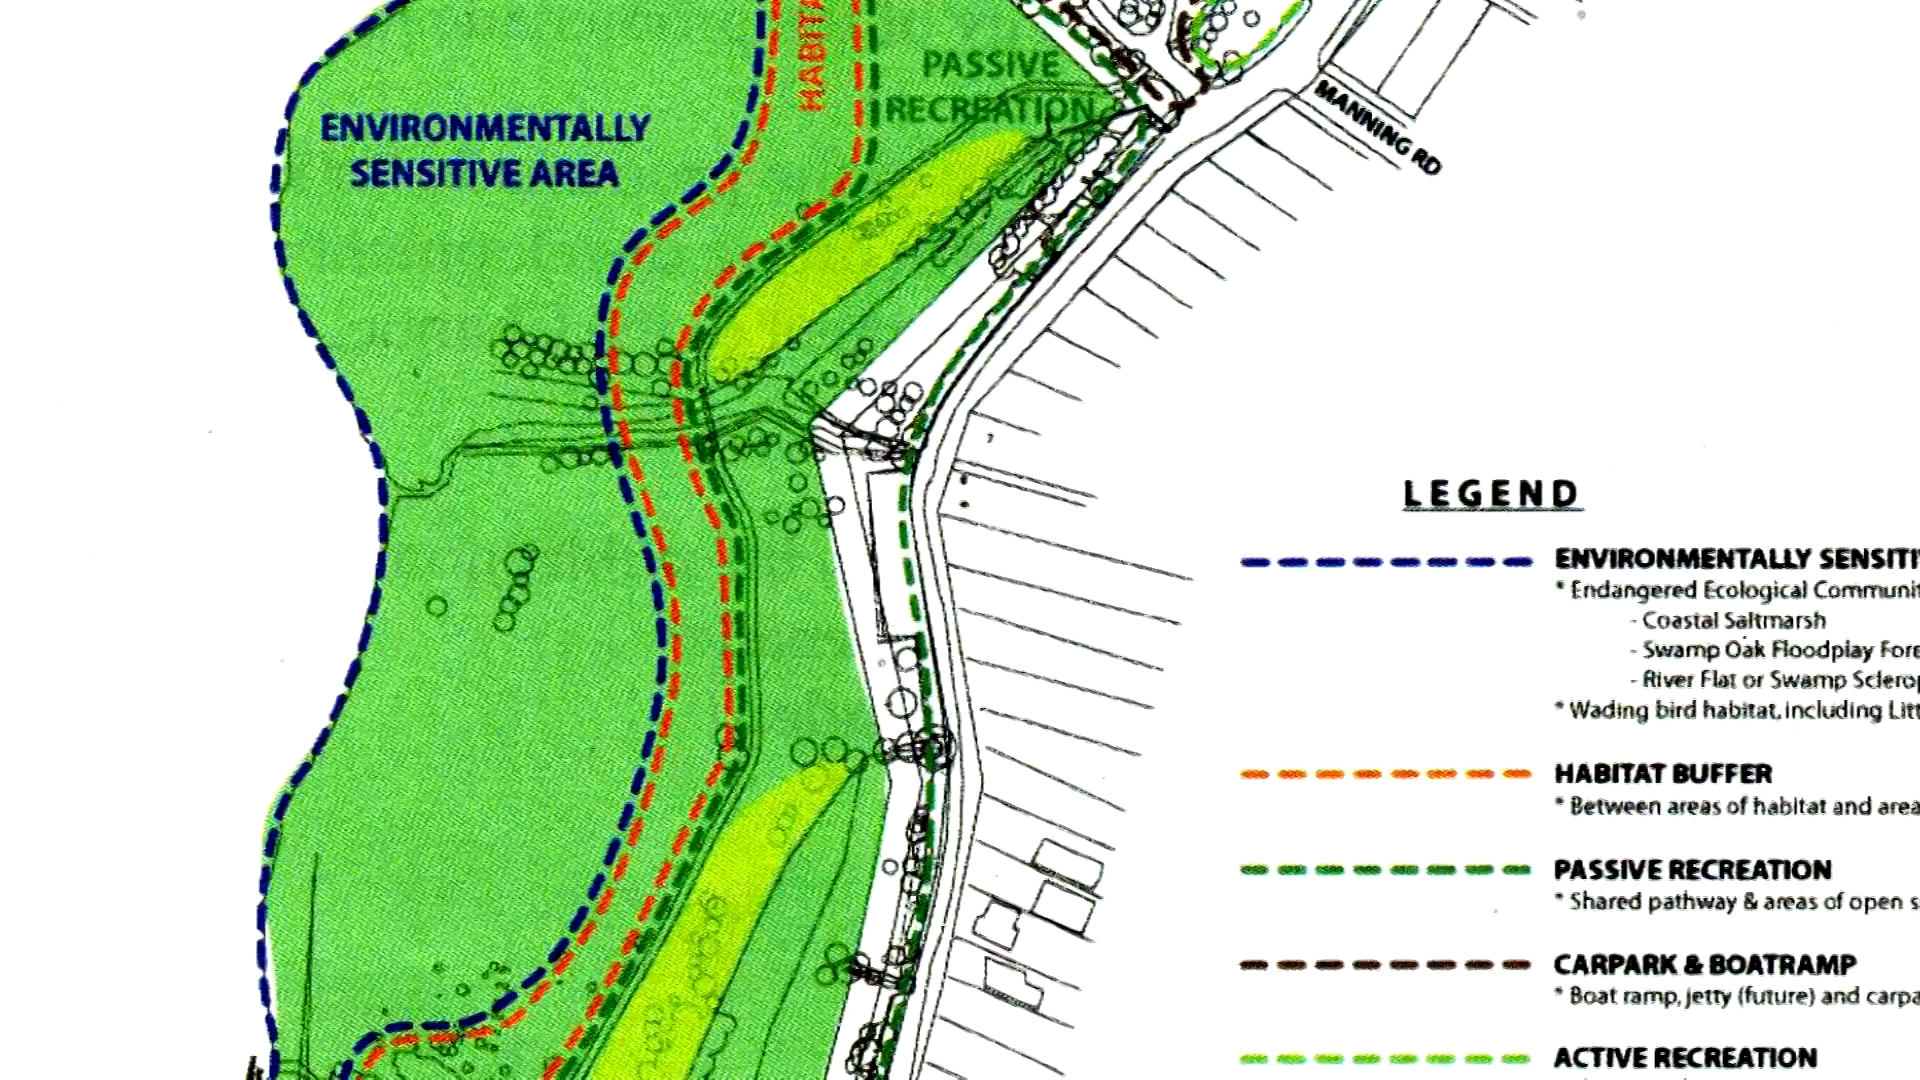 HABITA
PASSIVE
RECREATION
ENVIRONMENTALLY
SENSITIVE AREA
MANNING RD
LEGEND
ENVIRONMENTALLY SENSITI
* Endangered Ecological Communit
- Coastal Saltmarsh
- Swamp Oak Floodplay Fore
- River Flat or Swamp Sclerop
* Wading bird habitat, including Litt
HABITAT BUFFER
* Between areas of habitat and area
PASSIVE RECREATION
* Shared pathway & areas of open s
CARPARK & BOATRAMP
* Boat ramp, jetty (future) and carpa
ACTIVE RECREATION